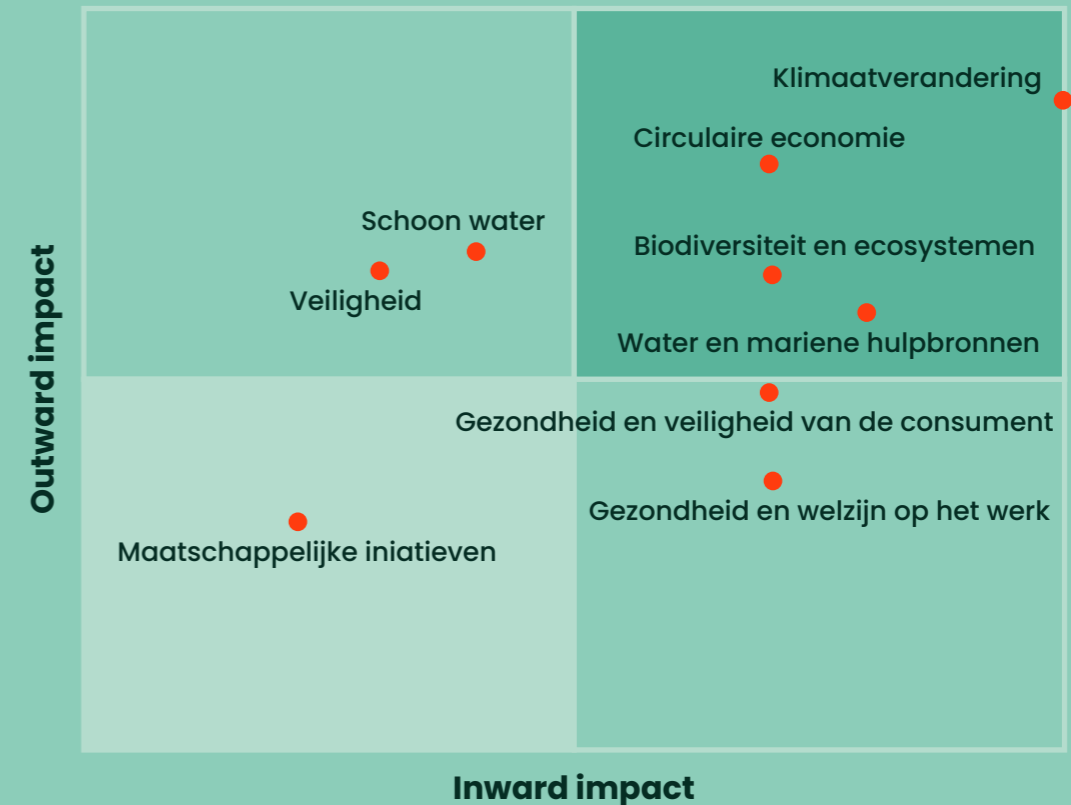 Klimaatverandering
Circulaire economie
Schoon water
Biodiversiteit en ecosystemen
Veiligheid
Water en mariene hulpbronnen
Gezondheid en veiligheid van de consument
Gezondheid en welzijn op het werk
Maatschappelijke iniatieven
Outward impact
Inward impact